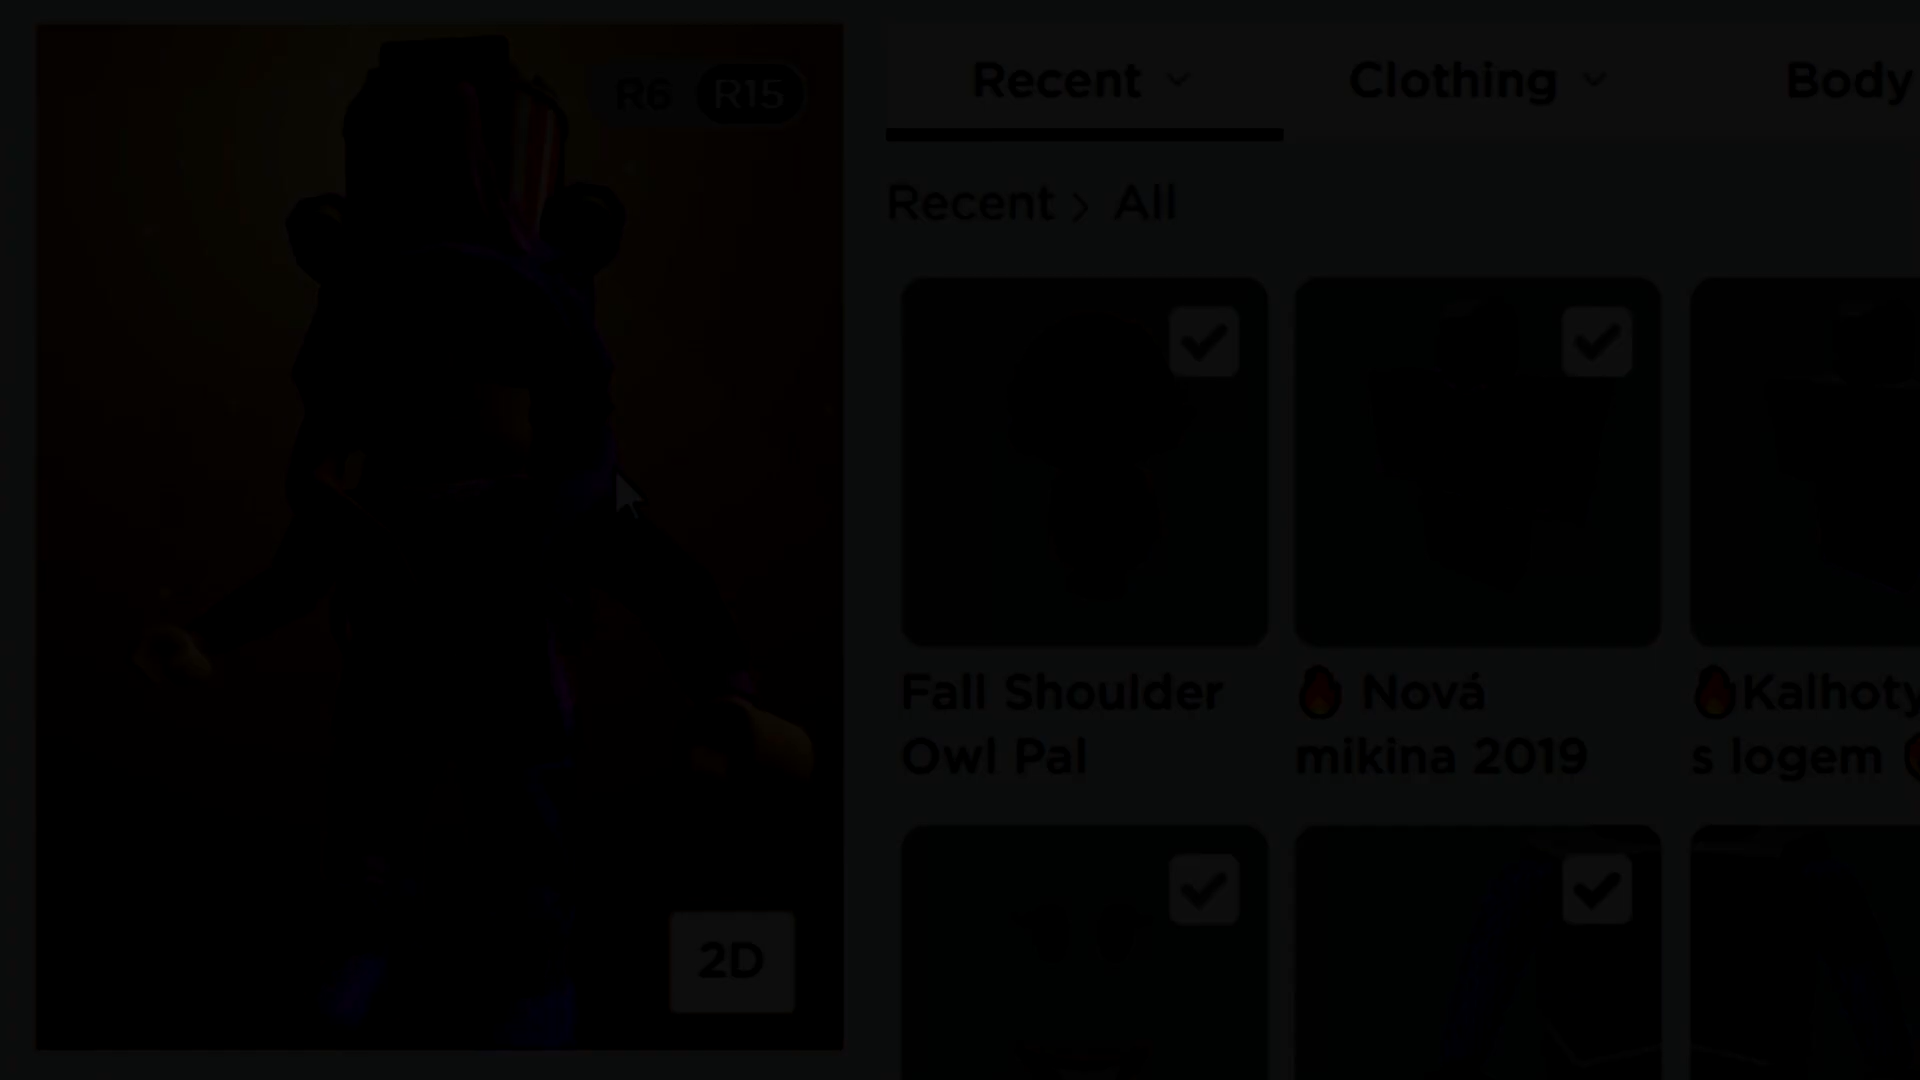 R6 R15
Recent Clothing Body
Recent > All
Fall Shoulder
Owl Pal
🔥 Nová
mikina 2019
🔥Kalhoty
s logem
2D